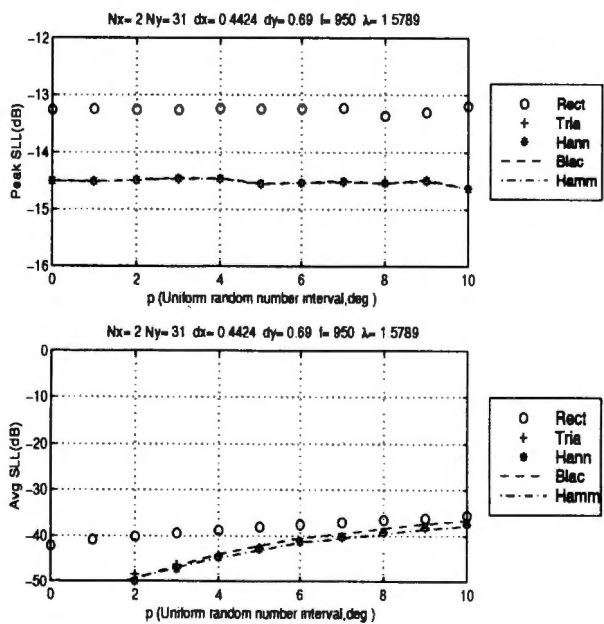 Nx= 2 Ny= 31 dx= 0.4424 dy= 0.69 f= 950 λ= 1.5789
-12
-13
-14
-15
-16
Peak SLL(dB)
0 2 4 6 8 10
p (Uniform random number interval,deg )
Rect
Tria
Hann
Blac
Hamm
Nx= 2 Ny= 31 dx= 0.4424 dy= 0.69 f= 950 λ= 1.5789
0
-10
-20
-30
-40
-50
Avg SLL(dB)
0 2 4 6 8 10
p (Uniform random number interval,deg )
Rect
Tria
Hann
Blac
Hamm